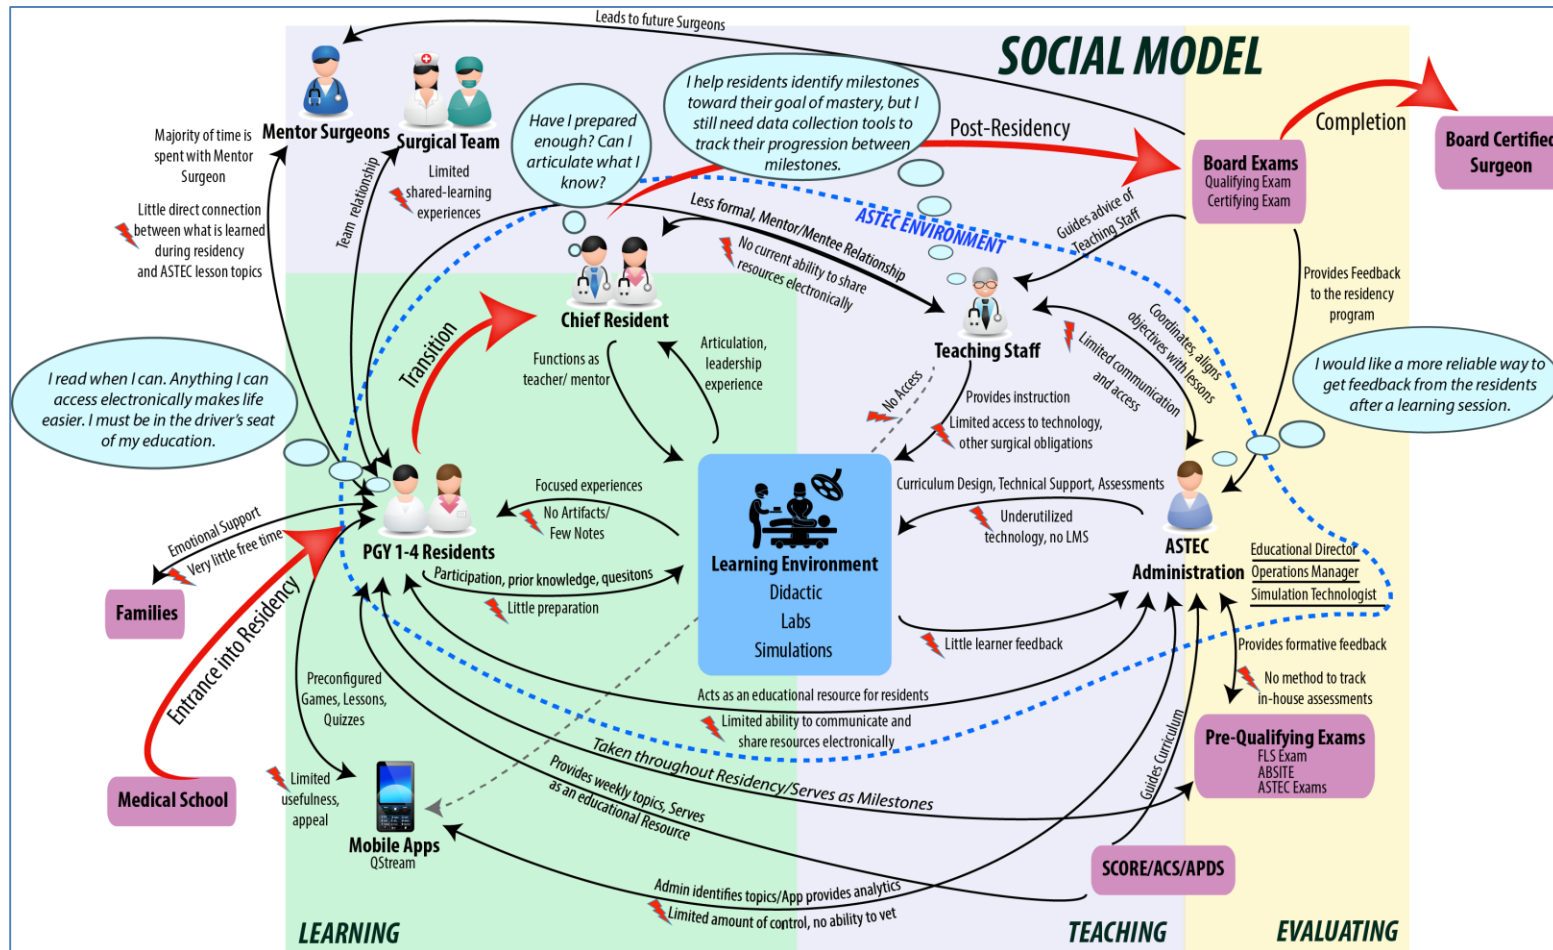 Leads to future Surgeons
SOCIAL MODEL
Mentor Surgeons
Surgical Team
Majority of time is
spent with Mentor
Surgeon
Little direct connection
between what is learned
during residency
and ASTEC lesson topics
Team relationship
Limited
shared-learning
experiences
Have I prepared
enough? Can I
articulate what I
know?
I help residents identify milestones
toward their goal of mastery, but I
still need data collection tools to
track their progression between
milestones.
Post-Residency
Completion
Board Exams
Qualifying Exam
Certifying Exam
Board Certified
Surgeon
ASTEC ENVIRONMENT
Less formal, Mentor/Mentee Relationship
No current ability to share
resources electronically
Guides advice of
Teaching Staff
Provides Feedback
to the residency
program
Chief Resident
Teaching Staff
Transition
Functions as
teacher/ mentor
Articulation,
leadership
experience
No Access
Provides instruction
Limited access to technology,
other surgical obligations
Coordinates, aligns
objectives with lessons
Limited communication
and access
I would like a more reliable way to
get feedback from the residents
after a learning session.
I read when I can. Anything I can
access electronically makes life
easier. I must be in the driver's seat
of my education.
PGY 1-4 Residents
Focused experiences
No Artifacts/
Few Notes
Participation, prior knowledge, quesitons
Little preparation
Learning Environment
Didactic
Labs
Simulations
Curriculum Design, Technical Support, Assessments
Underutilized
technology, no LMS
Little learner feedback
ASTEC
Administration
Educational Director
Operations Manager
Simulation Technologist
Emotional Support
Very little free time
Families
Entrance into Residency
Medical School
Preconfigured
Games, Lessons,
Quizzes
Limited
usefulness,
appeal
Mobile Apps
QStream
Acts as an educational resource for residents
Limited ability to communicate and
share resources electronically
Taken throughout Residency/Serves as Milestones
Provides weekly topics, Serves
as an educational Resource
Provides formative feedback
No method to track
in-house assessments
Pre-Qualifying Exams
FLS Exam
ABSITE
ASTEC Exams
Guides Curriculum
SCORE/ACS/APDS
Admin identifies topics/App provides analytics
Limited amount of control, no ability to vet
LEARNING
TEACHING
EVALUATING